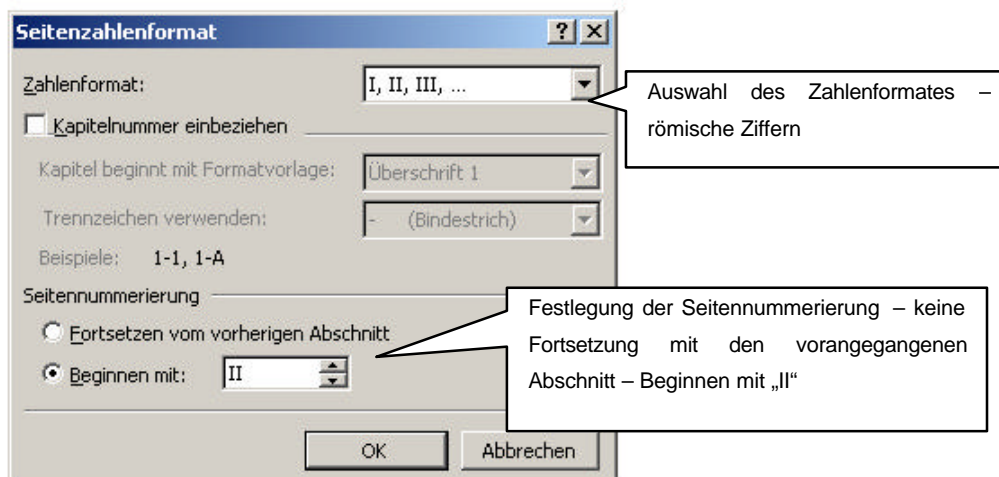 Seitenzahlenformat
Zahlenformat: I, II, III, ...
Auswahl des Zahlenformates –
römische Ziffern
Kapitelnummer einbeziehen
Kapitel beginnt mit Formatvorlage: Überschrift 1
Trennzeichen verwenden: - (Bindestrich)
Beispiele: 1-1, 1-A
Seitennummerierung
Fortsetzen vom vorherigen Abschnitt
Beginnen mit: II
Festlegung der Seitennummerierung – keine
Fortsetzung mit den vorangegangenen
Abschnitt – Beginnen mit „II“
OK Abbrechen